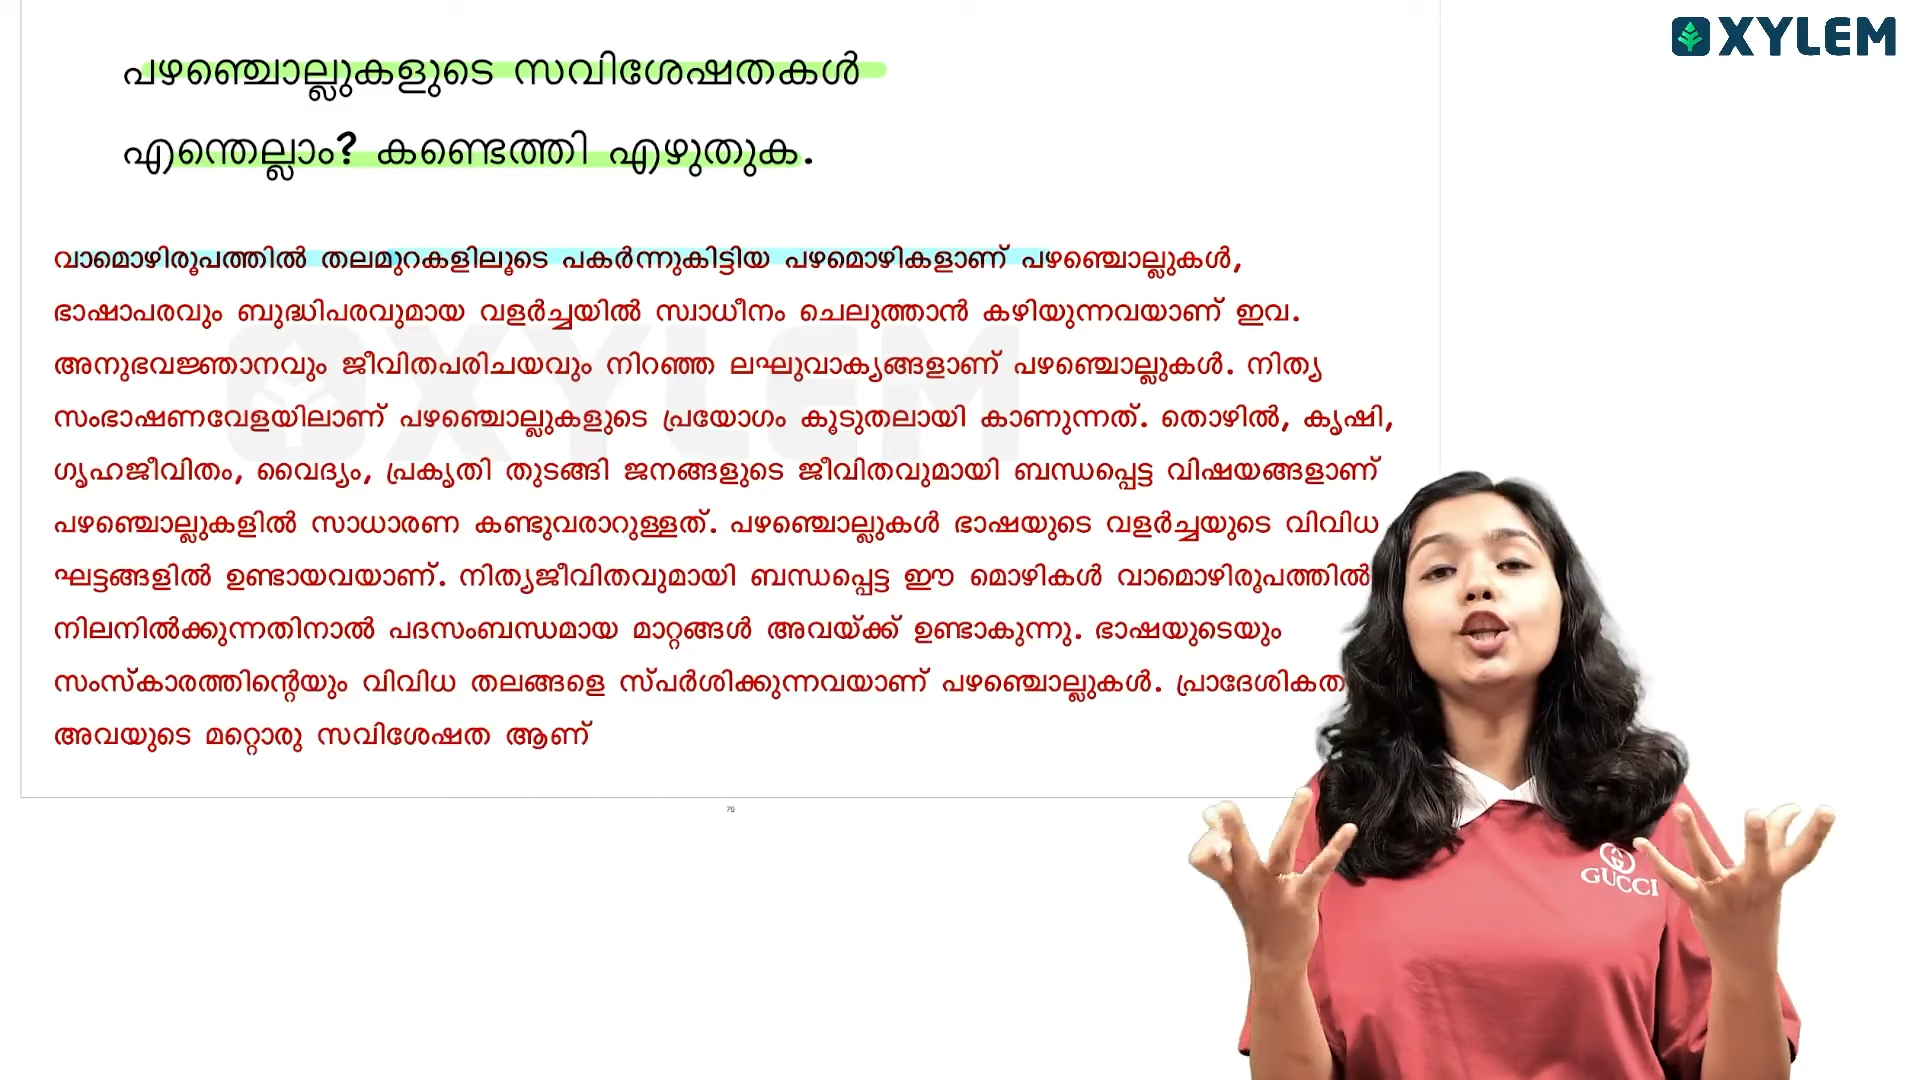 XYLEM
പഴഞ്ചൊല്ലുകളുടെ സവിശേഷതകൾ
എന്തെല്ലാം? കണ്ടെത്തി എഴുതുക.
വാമൊഴിരൂപത്തിൽ തലമുറകളിലൂടെ പകർന്നുകിട്ടിയ പഴമൊഴികളാണ് പഴഞ്ചൊല്ലുകൾ,
ഭാഷാപരവും ബുദ്ധിപരവുമായ വളർച്ചയിൽ സ്വാധീനം ചെലുത്താൻ കഴിയുന്നവയാണ് ഇവ.
അനുഭവജ്ഞാനവും ജീവിതപരിചയവും നിറഞ്ഞ ലഘുവാക്യങ്ങളാണ് പഴഞ്ചൊല്ലുകൾ. നിത്യ
സംഭാഷണവേളയിലാണ് പഴഞ്ചൊല്ലുകളുടെ പ്രയോഗം കൂടുതലായി കാണുന്നത്. തൊഴിൽ, കൃഷി,
ഗൃഹജീവിതം, വൈദ്യം, പ്രകൃതി തുടങ്ങി ജനങ്ങളുടെ ജീവിതവുമായി ബന്ധപ്പെട്ട വിഷയങ്ങളാണ്
പഴഞ്ചൊല്ലുകളിൽ സാധാരണ കണ്ടുവരാറുള്ളത്. പഴഞ്ചൊല്ലുകൾ ഭാഷയുടെ വളർച്ചയുടെ വിവിധ
ഘട്ടങ്ങളിൽ ഉണ്ടായവയാണ്. നിത്യജീവിതവുമായി ബന്ധപ്പെട്ട ഈ മൊഴികൾ വാമൊഴിരൂപത്തിൽ
നിലനിൽക്കുന്നതിനാൽ പദസംബന്ധമായ മാറ്റങ്ങൾ അവയ്ക്ക് ഉണ്ടാകുന്നു. ഭാഷയുടെയും
സംസ്കാരത്തിന്റെയും വിവിധ തലങ്ങളെ സ്പർശിക്കുന്നവയാണ് പഴഞ്ചൊല്ലുകൾ. പ്രാദേശികത
അവയുടെ മറ്റൊരു സവിശേഷത ആണ്
XYLEM
76
GUCCI